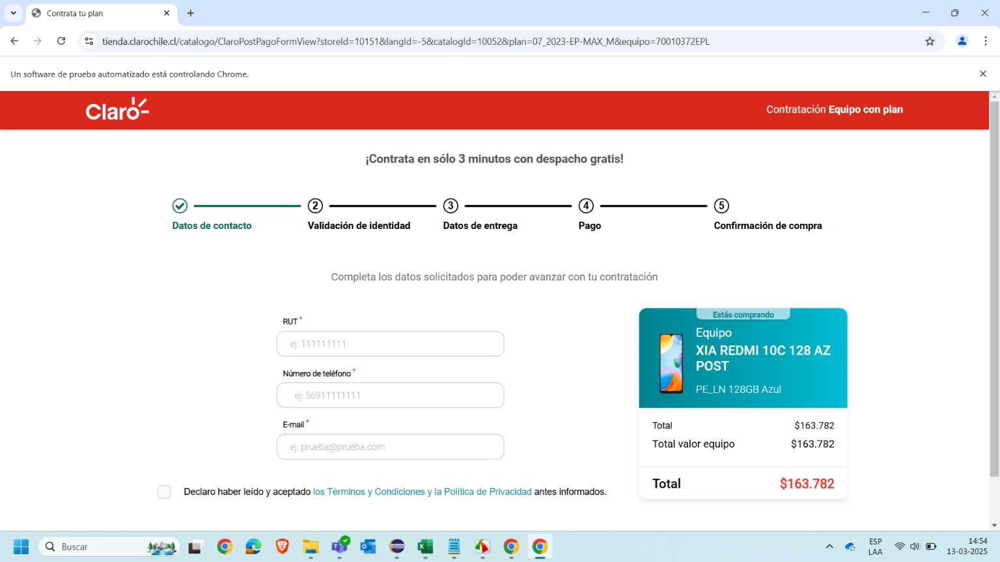 Contrata tu plan
tienda.clarochile.cl/catalogo/ClaroPostPagoFormView?storeId=10151&langId=-5&catalogId=10052&plan=07_2023-EP-MAX_M&equipo=70010372EPL
Un software de prueba automatizado está controlando Chrome.
Claro
Contratación Equipo con plan
¡Contrata en sólo 3 minutos con despacho gratis!
2 3 4 5
Datos de contacto Validación de identidad Datos de entrega Pago Confirmación de compra
Completa los datos solicitados para poder avanzar con tu contratación
RUT *
ej: 111111111
Número de teléfono *
ej: 56911111111
E-mail *
ej: prueba@prueba.com
Declaro haber leído y aceptado los Términos y Condiciones y la Política de Privacidad antes informados.
Estás comprando
Equipo
XIA REDMI 10C 128 AZ
POST
PE_LN 128GB Azul
Total $163.782
Total valor equipo $163.782
Total $163.782
Buscar
ESP
LAA
14:54
13-03-2025